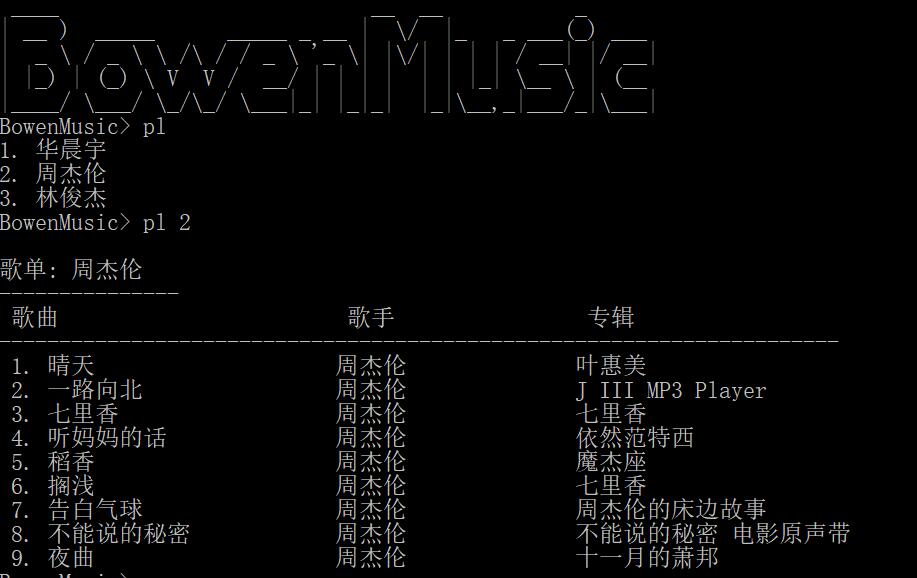 BowenMusic
BowenMusic> pl
1. 华晨宇
2. 周杰伦
3. 林俊杰
BowenMusic> pl 2
歌单: 周杰伦
歌曲 歌手 专辑
1. 晴天 周杰伦 叶惠美
2. 一路向北 周杰伦 J III MP3 Player
3. 七里香 周杰伦 七里香
4. 听妈妈的话 周杰伦 依然范特西
5. 稻香 周杰伦 魔杰座
6. 搁浅 周杰伦 七里香
7. 告白气球 周杰伦 周杰伦的床边故事
8. 不能说的秘密 周杰伦 不能说的秘密 电影原声带
9. 夜曲 周杰伦 十一月的萧邦